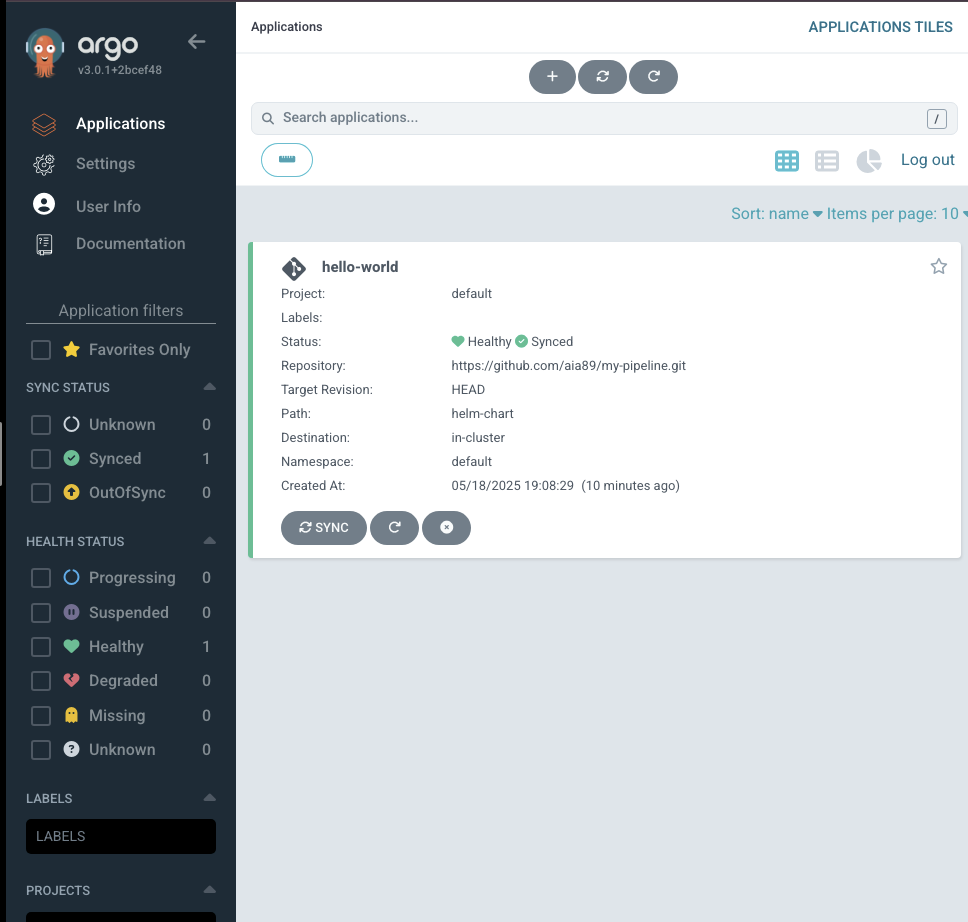 argo
v3.0.1+2bcef48
Applications
Settings
User Info
Documentation
Application filters
Favorites Only
SYNC STATUS
Unknown 0
Synced 1
OutOfSync 0
HEALTH STATUS
Progressing 0
Suspended 0
Healthy 1
Degraded 0
Missing 0
? Unknown 0
LABELS
LABELS
PROJECTS
Applications
APPLICATIONS TILES
+
Search applications... /
Log out
Sort: name Items per page: 10
hello-world
Project: default
Labels:
Status: Healthy Synced
Repository: https://github.com/aia89/my-pipeline.git
Target Revision: HEAD
Path: helm-chart
Destination: in-cluster
Namespace: default
Created At: 05/18/2025 19:08:29 (10 minutes ago)
SYNC